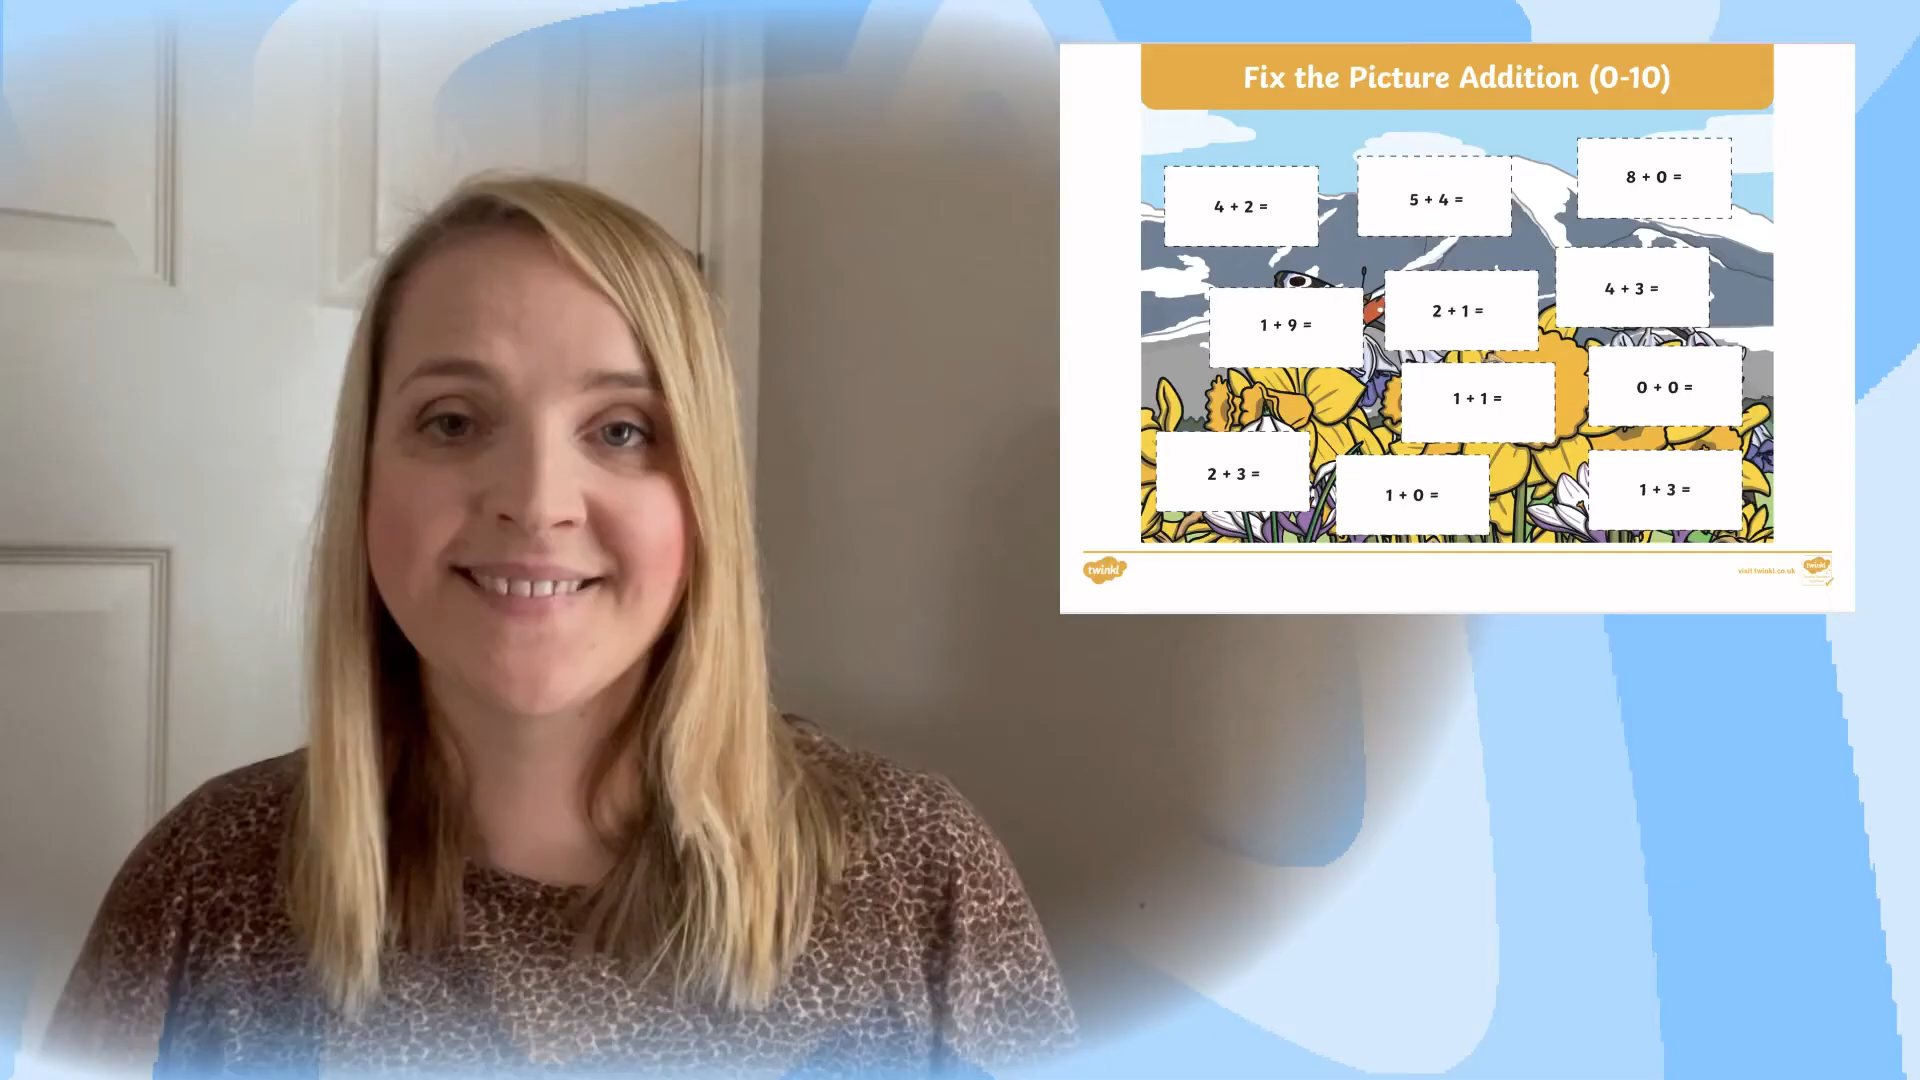 Fix the Picture Addition (0-10)
4 + 2 =
5 + 4 =
8 + 0 =
1 + 9 =
2 + 1 =
4 + 3 =
1 + 1 =
0 + 0 =
2 + 3 =
1 + 0 =
1 + 3 =
twinkl
visit twinkl.co.uk
twinkl